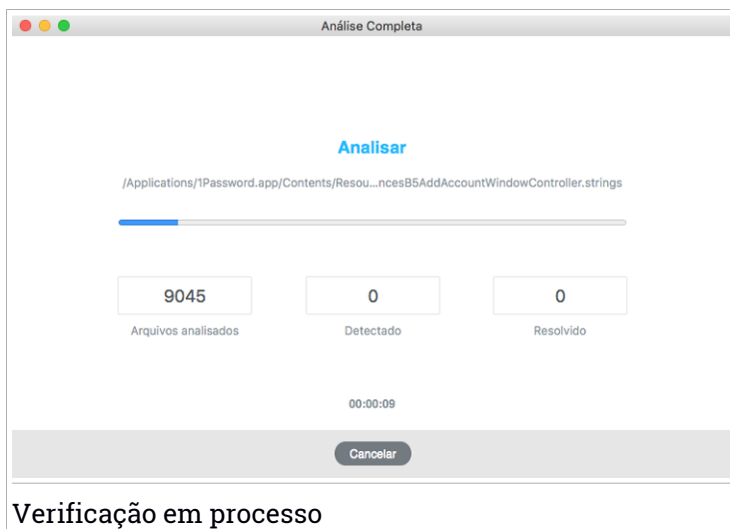 Análise Completa
Analisar
/Applications/1Password.app/Contents/Resou...ncesB5AddAccountWindowController.strings
9045 0 0
Arquivos analisados Detectado Resolvido
00:00:09
Cancelar
Verificação em processo